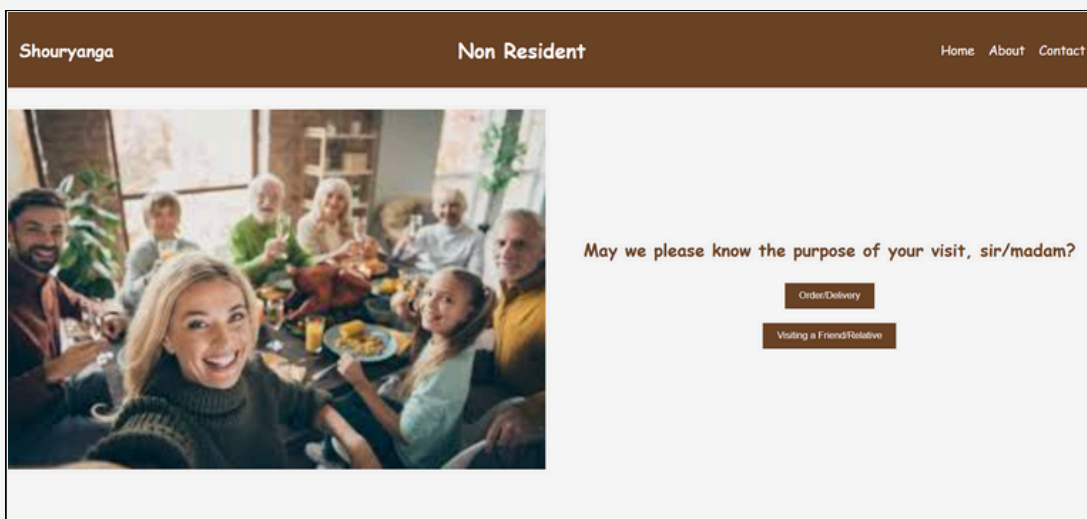 Shouryanga
Non Resident
Home About Contact
May we please know the purpose of your visit, sir/madam?
Order/Delivery
Visiting a Friend/Relative